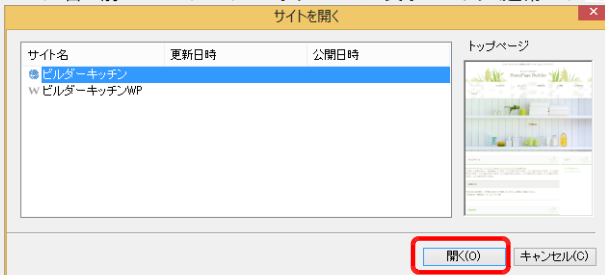 サイトを開く
サイト名 更新日時 公開日時
ビルダーキッチン
W ビルダーキッチンWP
トップページ
開く(O) キャンセル(C)